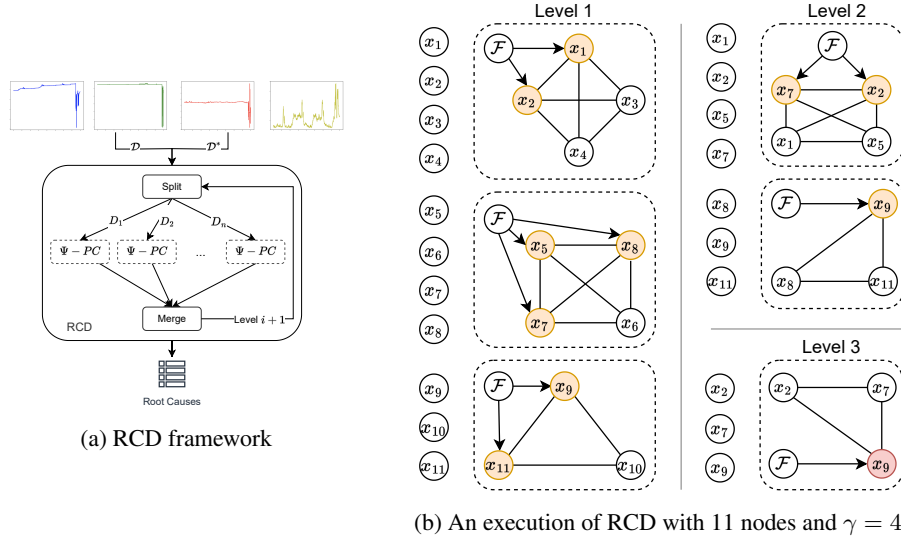 𝒟
𝒟*
Split
D₁
D₂
Dₙ
Ψ − PC
Ψ − PC
...
Ψ − PC
Merge
Level i + 1
RCD
Root Causes
(a) RCD framework
Level 1
x₁
x₂
x₃
x₄
ℱ
x₁
x₂
x₃
x₄
x₅
x₆
x₇
x₈
ℱ
x₅
x₈
x₇
x₆
x₉
x₁₀
x₁₁
ℱ
x₉
x₁₁
x₁₀
Level 2
x₁
x₂
x₅
x₇
ℱ
x₇
x₂
x₁
x₅
x₈
x₉
x₁₁
ℱ
x₉
x₈
x₁₁
Level 3
x₂
x₇
x₉
x₂
x₇
ℱ
x₉
(b) An execution of RCD with 11 nodes and γ = 4